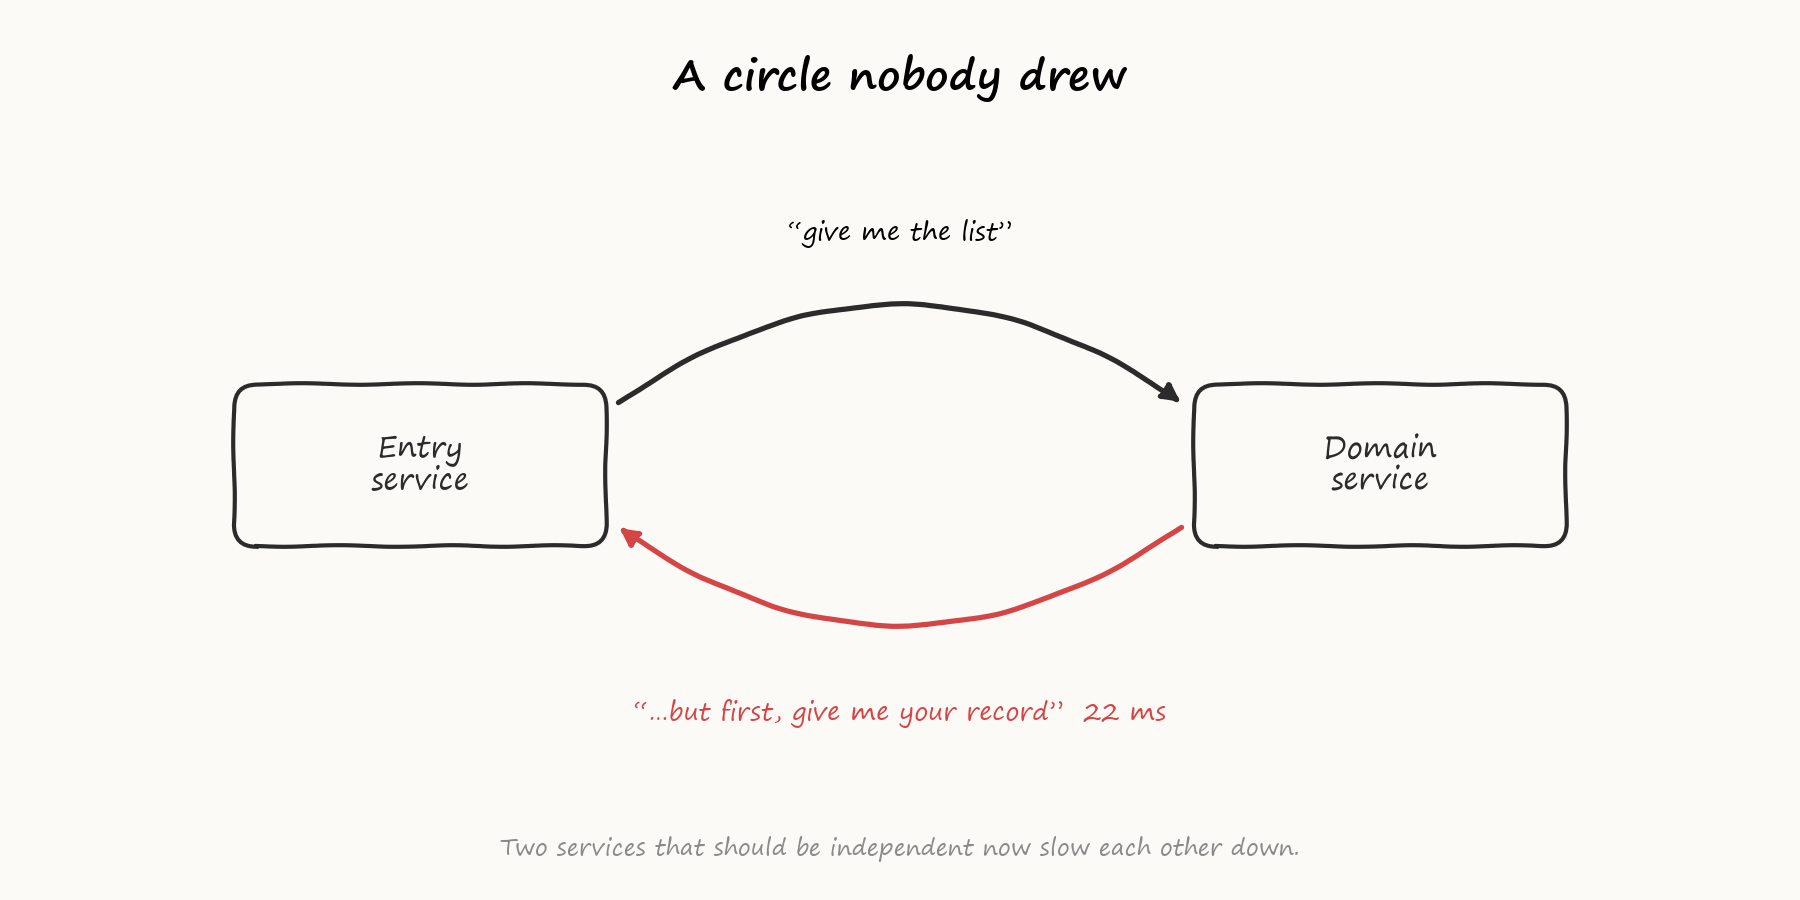 A circle nobody drew
“give me the list”
Entry
service
Domain
service
“...but first, give me your record” 22 ms
Two services that should be independent now slow each other down.